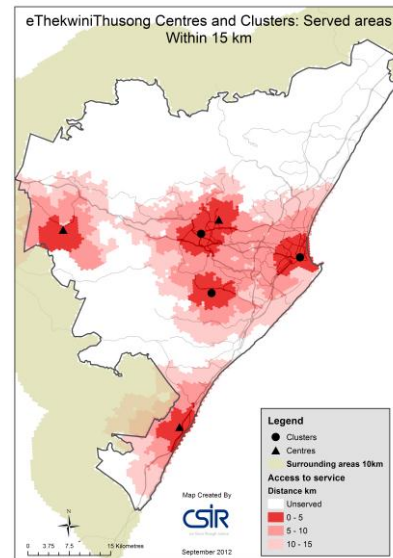 eThekwiniThusong Centres and Clusters: Served areas
Within 15 km
Legend
Clusters
Centres
Surrounding areas 10km
Access to service
Distance km
Unserved
0 - 5
5 - 10
10 - 15
N
0 3.75 7.5 15 Kilometres
Map Created By
CSIR
September 2012